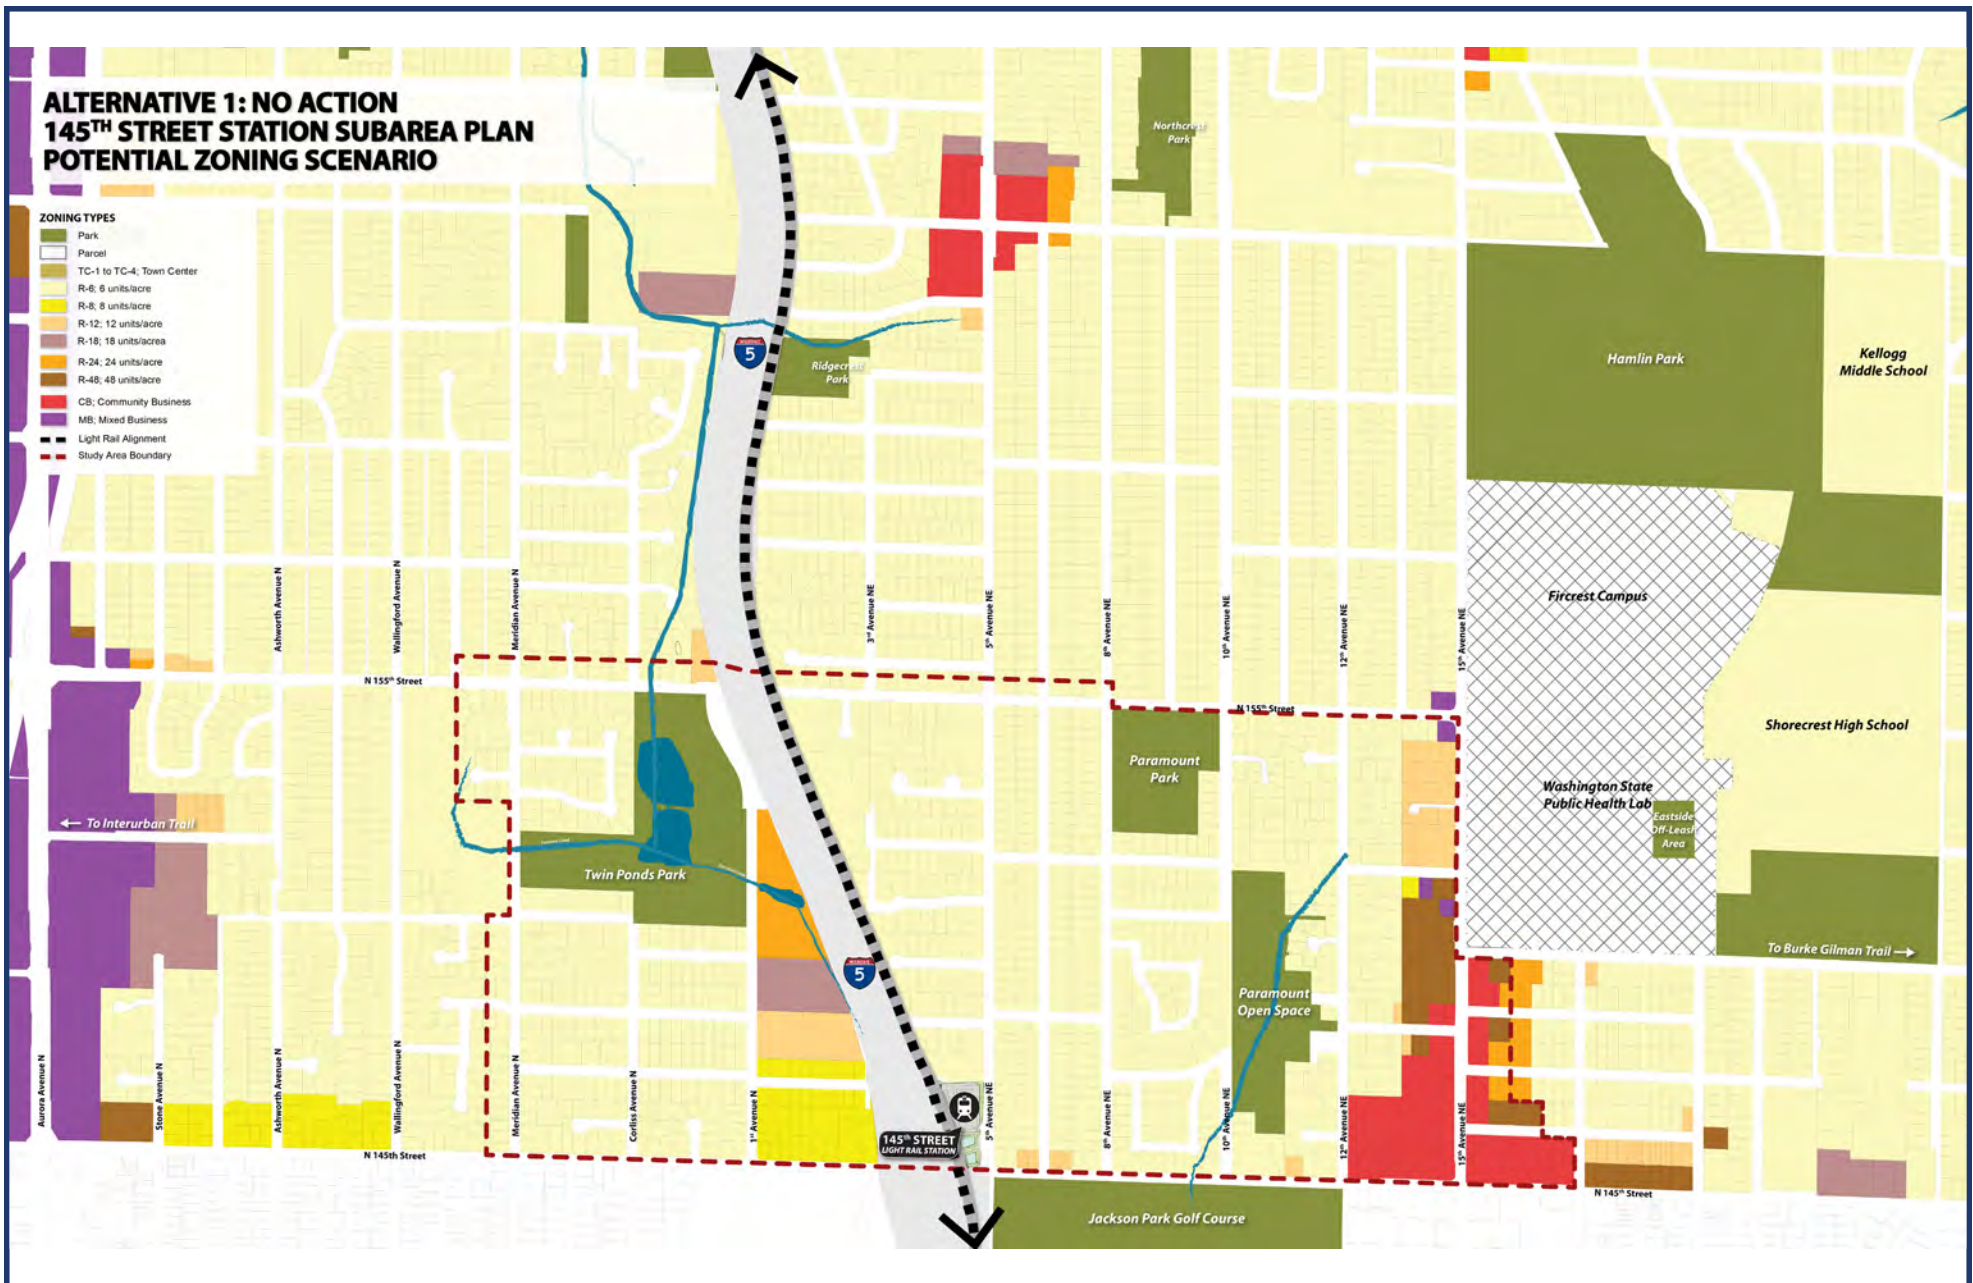 ALTERNATIVE 1: NO ACTION
145TH STREET STATION SUBAREA PLAN
POTENTIAL ZONING SCENARIO
ZONING TYPES
Park
Parcel
TC-1 to TC-4; Town Center
R-6; 6 units/acre
R-8; 8 units/acre
R-12; 12 units/acre
R-18; 18 units/acrea
R-24; 24 units/acre
R-48; 48 units/acre
CB; Community Business
MB; Mixed Business
Light Rail Alignment
Study Area Boundary
Northcrest
Park
5
Ridgecrest
Park
Hamlin Park
Kellogg
Middle School
Ashworth Avenue N
Wallingford Avenue N
Meridian Avenue N
3rd Avenue NE
5th Avenue NE
8th Avenue NE
10th Avenue NE
12th Avenue NE
15th Avenue NE
Fircrest Campus
N 155th Street
N 155th Street
Shorecrest High School
Paramount
Park
Washington State
Public Health Lab
Eastside
Off-Leash
Area
← To Interurban Trail
Twin Ponds Park
To Burke Gilman Trail →
5
Paramount
Open Space
Aurora Avenue N
Stone Avenue N
Ashworth Avenue N
Wallingford Avenue N
Meridian Avenue N
Corliss Avenue N
1st Avenue N
5th Avenue NE
8th Avenue NE
10th Avenue NE
12th Avenue NE
15th Avenue NE
145th STREET
LIGHT RAIL STATION
N 145th Street
N 145th Street
Jackson Park Golf Course